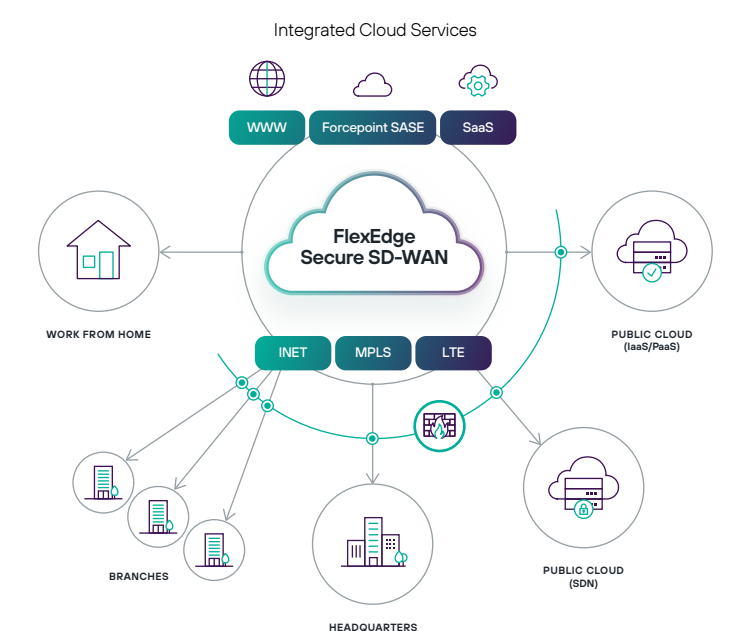 Integrated Cloud Services
WWW
Forcepoint SASE
SaaS
FlexEdge
Secure SD-WAN
WORK FROM HOME
PUBLIC CLOUD
(IaaS/PaaS)
INET
MPLS
LTE
BRANCHES
PUBLIC CLOUD
(SDN)
HEADQUARTERS